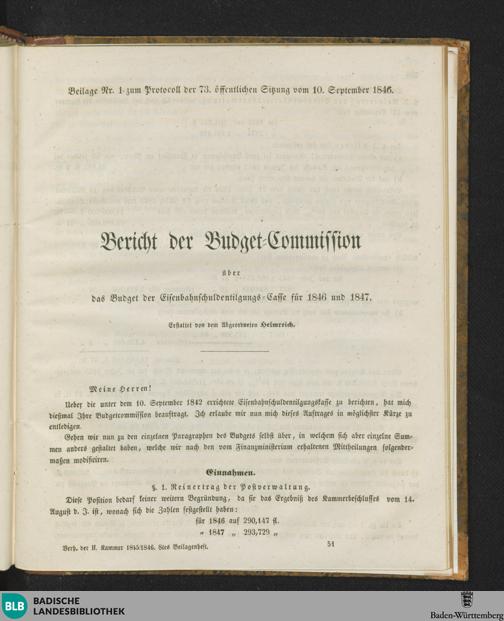 Beilage Nr. 1 zum Protocoll der 73. öffentlichen Sitzung vom 10. September 1846.
Bericht der Budget-Commission
über
das Budget der Eisenbahnschuldentilgungs-Casse für 1846 und 1847.
Erstattet von dem Abgeordneten Helmreich.
Meine Herren!
Ueber die unter dem 10. September 1842 errichtete Eisenbahnschuldentilgungskasse zu berichten, hat mich
dießmal Ihre Budgetcommission beauftragt. Ich erlaube mir nun mich dieses Auftrages in möglichster Kürze zu
entledigen.
Gehen wir nun zu den einzelnen Paragraphen des Budgets selbst über, in welchem sich aber einzelne Sum-
men anders gestaltet haben, welche wir nach den vom Finanzministerium erhaltenen Mittheilungen folgender-
maßen modifiziren.
Einnahmen.
§. 1. Reinertrag der Postverwaltung.
Diese Position bedarf keiner weitern Begründung, da sie das Ergebniß des Kammerbeschlusses vom 14.
August d. J. ist, wonach sich die Zahlen festgestellt haben:
für 1846 auf 290,147 fl.
„ 1847 „ 293,729 „
Verh. der II. Kammer 1845/1846. 8tes Beilagenheft.
51
BLB BADISCHE
LANDESBIBLIOTHEK
Baden-Württemberg